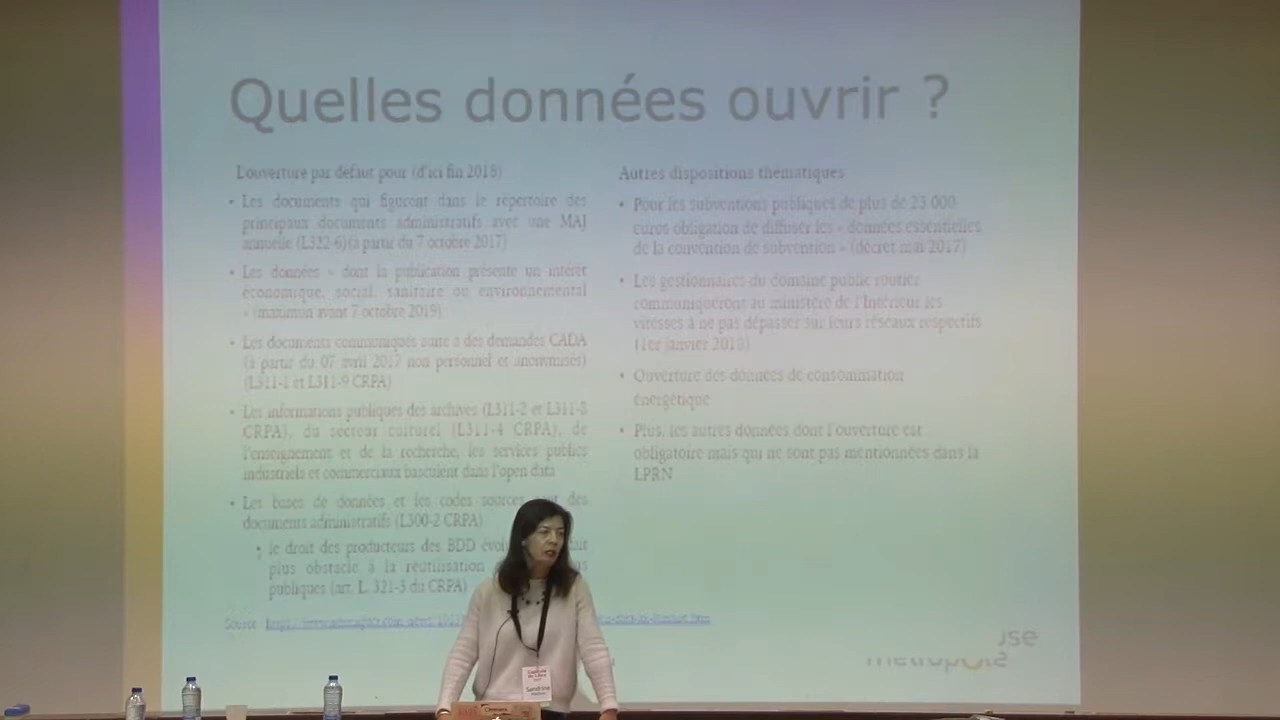 Quelles données ouvrir ?
L'ouverture par défaut pour (d'ici fin 2018)
• Les documents qui figurent dans le répertoire des
principaux documents administratifs avec une MAJ
annuelle (L322-6)(à partir du 7 octobre 2017)
• Les données « dont la publication présente un intérêt
économique, social, sanitaire ou environnemental
» (maximum avant 7 octobre 2019)
• Les documents communiqués suite à des demandes CADA
(à partir du 07 avril 2017 non personnel et anonymisés)
(L311-1 et L311-9 CRPA)
• Les informations publiques des archives (L311-2 et L311-8
CRPA), du secteur culturel (L311-4 CRPA), de
l'enseignement et de la recherche, les services publics
industriels et commerciaux basculent dans l'open data
• Les bases de données et les codes sources des
documents administratifs (L300-2 CRPA)
• le droit des producteurs des BDD
plus obstacle à la réutilisation
publiques (art. L. 321-3 du CRPA)
Source :
Autres dispositions thématiques
• Pour les subventions publiques de plus de 23 000
euros obligation de diffuser les « données essentielles
de la convention de subvention » (décret mai 2017)
• Les gestionnaires du domaine public routier
communiqueront au ministère de l'Intérieur les
vitesses à ne pas dépasser sur leurs réseaux respectifs
(1er janvier 2018)
• Ouverture des données de consommation
énergétique
• Plus, les autres données dont l'ouverture est
obligatoire mais qui ne sont pas mentionnées dans la
LPRN
use
métropole
Capitole
du Libre
2017
Sandrine